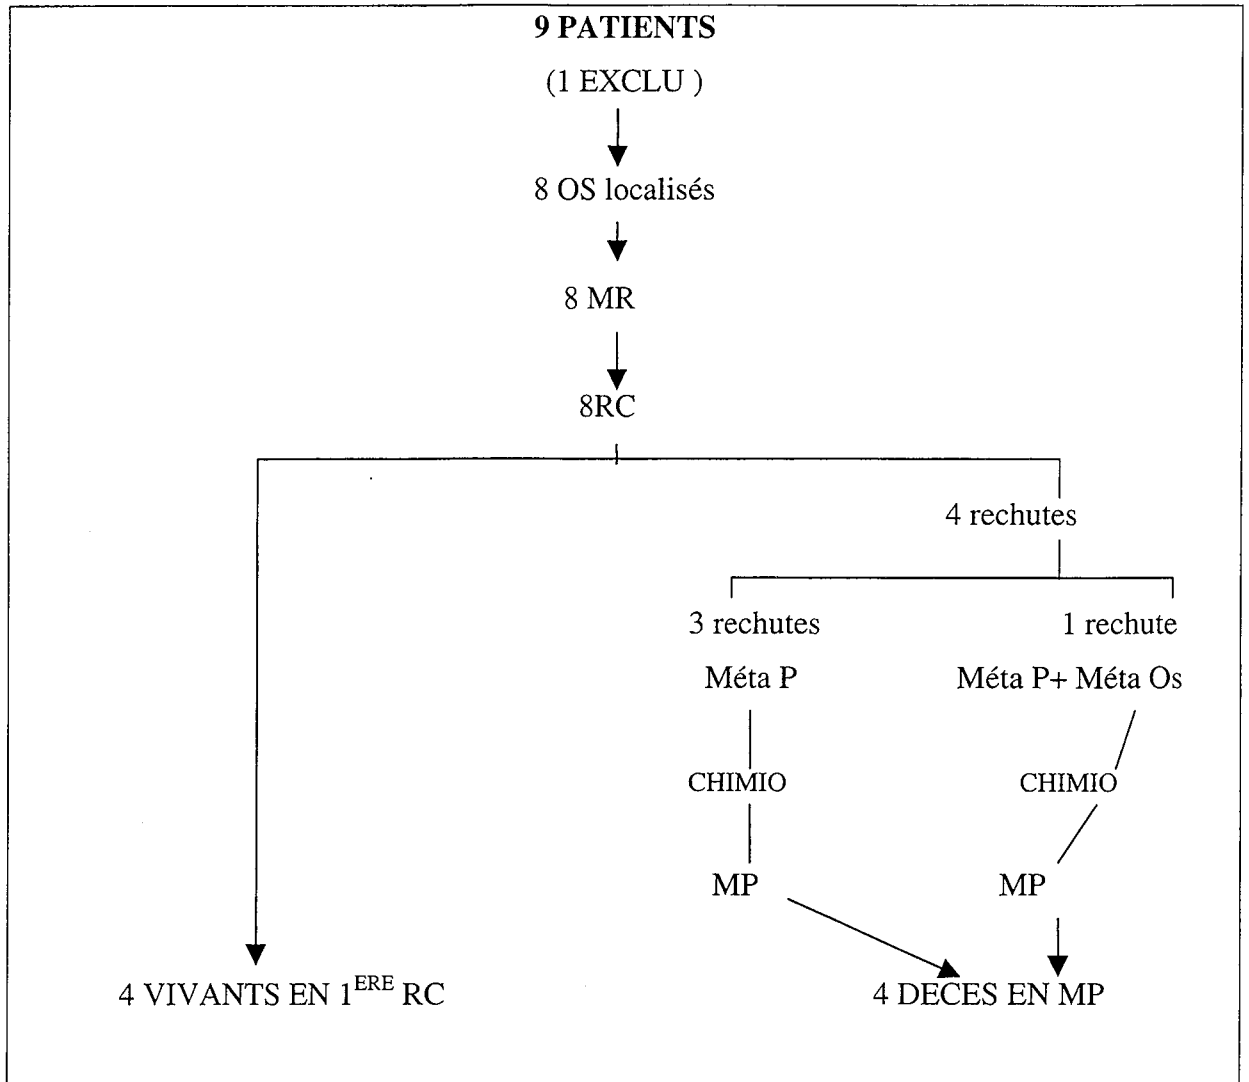 9 PATIENTS
(1 EXCLU )
8 OS localisés
8 MR
8RC
4 rechutes
3 rechutes 1 rechute
Méta P Méta P+ Méta Os
CHIMIO CHIMIO
MP MP
4 VIVANTS EN 1ERE RC 4 DECES EN MP